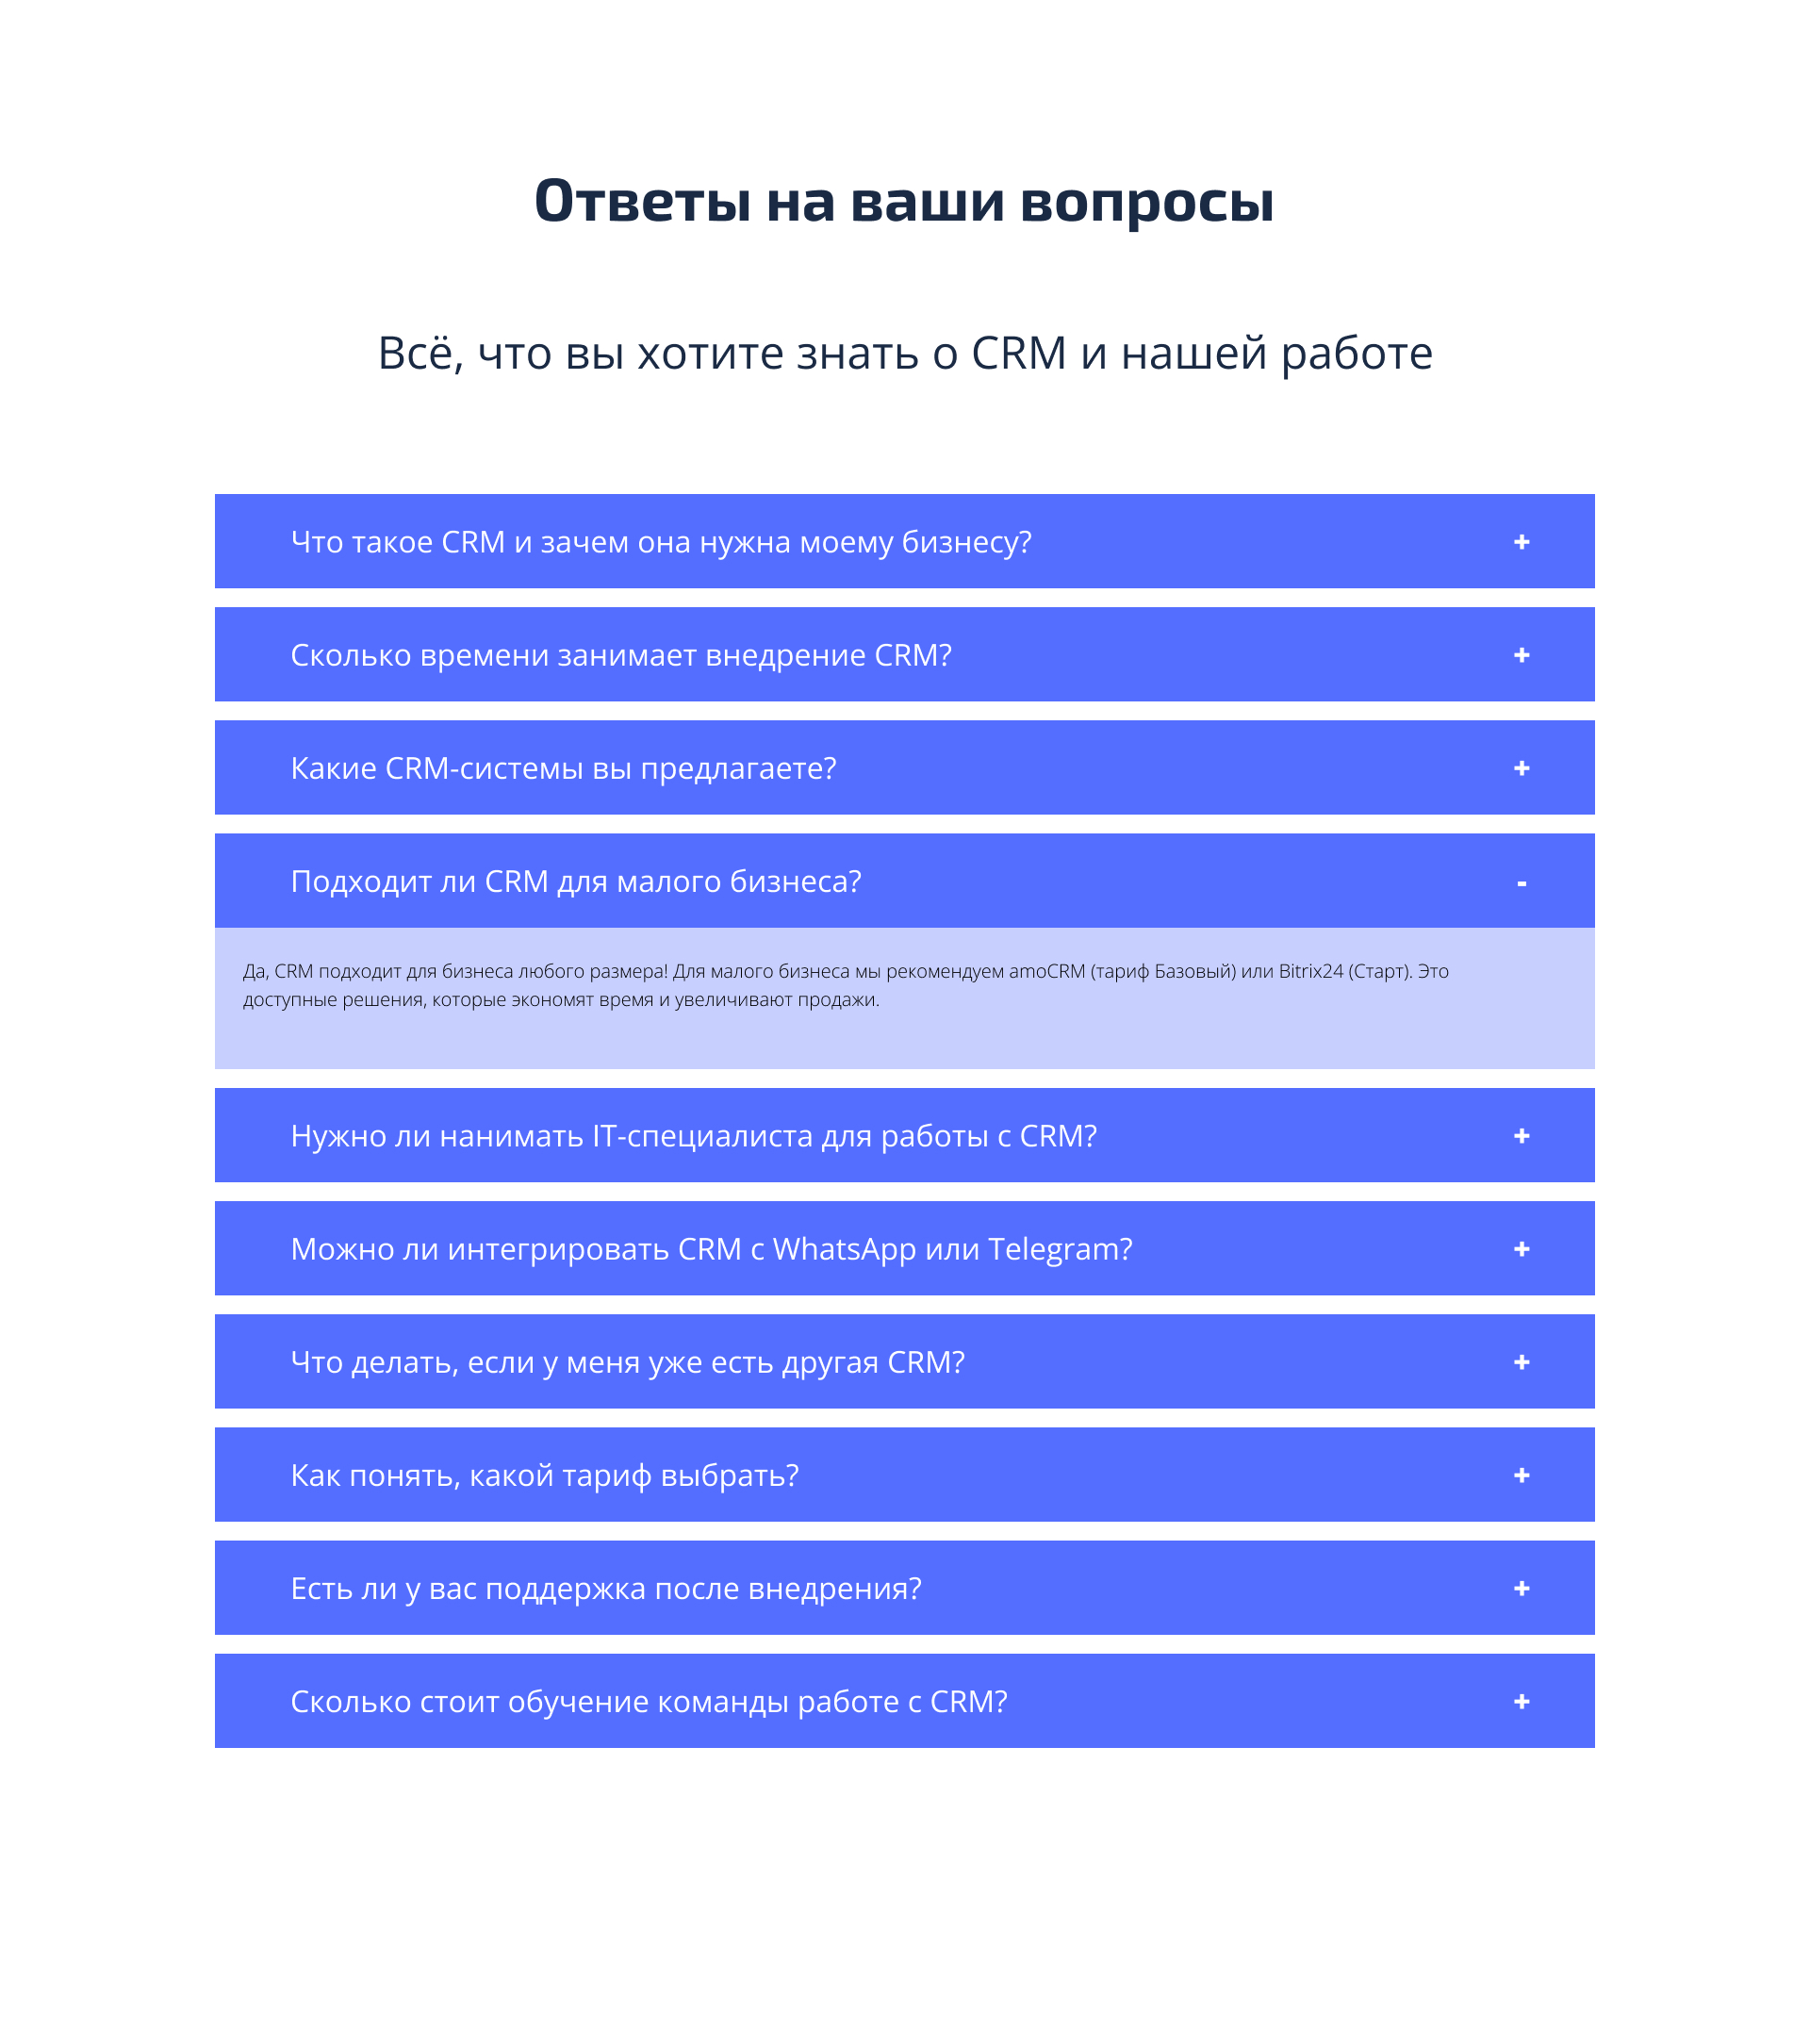 Ответы на ваши вопросы
Всё, что вы хотите знать о CRM и нашей работе
Что такое CRM и зачем она нужна моему бизнесу? +
Сколько времени занимает внедрение CRM? +
Какие CRM-системы вы предлагаете? +
Подходит ли CRM для малого бизнеса? -
Да, CRM подходит для бизнеса любого размера! Для малого бизнеса мы рекомендуем amoCRM (тариф Базовый) или Bitrix24 (Старт). Это
доступные решения, которые экономят время и увеличивают продажи.
Нужно ли нанимать IT-специалиста для работы с CRM? +
Можно ли интегрировать CRM с WhatsApp или Telegram? +
Что делать, если у меня уже есть другая CRM? +
Как понять, какой тариф выбрать? +
Есть ли у вас поддержка после внедрения? +
Сколько стоит обучение команды работе с CRM? +